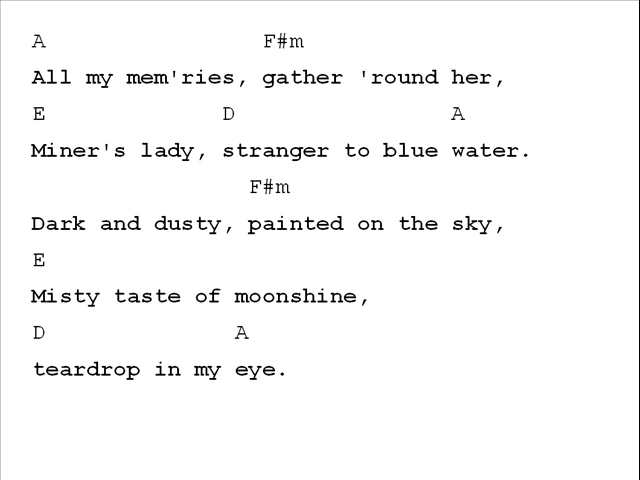 A F#m
All my mem'ries, gather 'round her,
E D A
Miner's lady, stranger to blue water.
F#m
Dark and dusty, painted on the sky,
E
Misty taste of moonshine,
D A
teardrop in my eye.